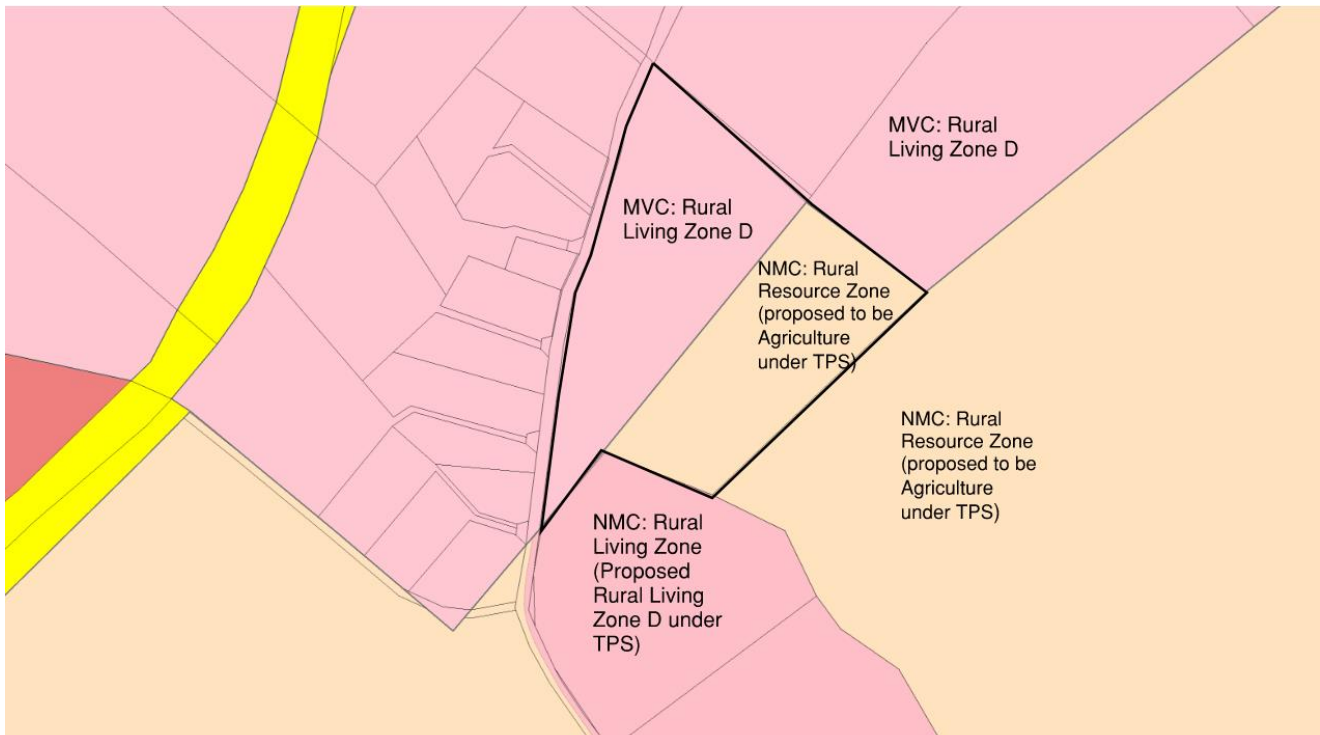 MVC: Rural
Living Zone D
MVC: Rural
Living Zone D
NMC: Rural
Resource Zone
(proposed to be
Agriculture
under TPS)
NMC: Rural
Resource Zone
(proposed to be
Agriculture
under TPS)
NMC: Rural
Living Zone
(Proposed
Rural Living
Zone D under
TPS)